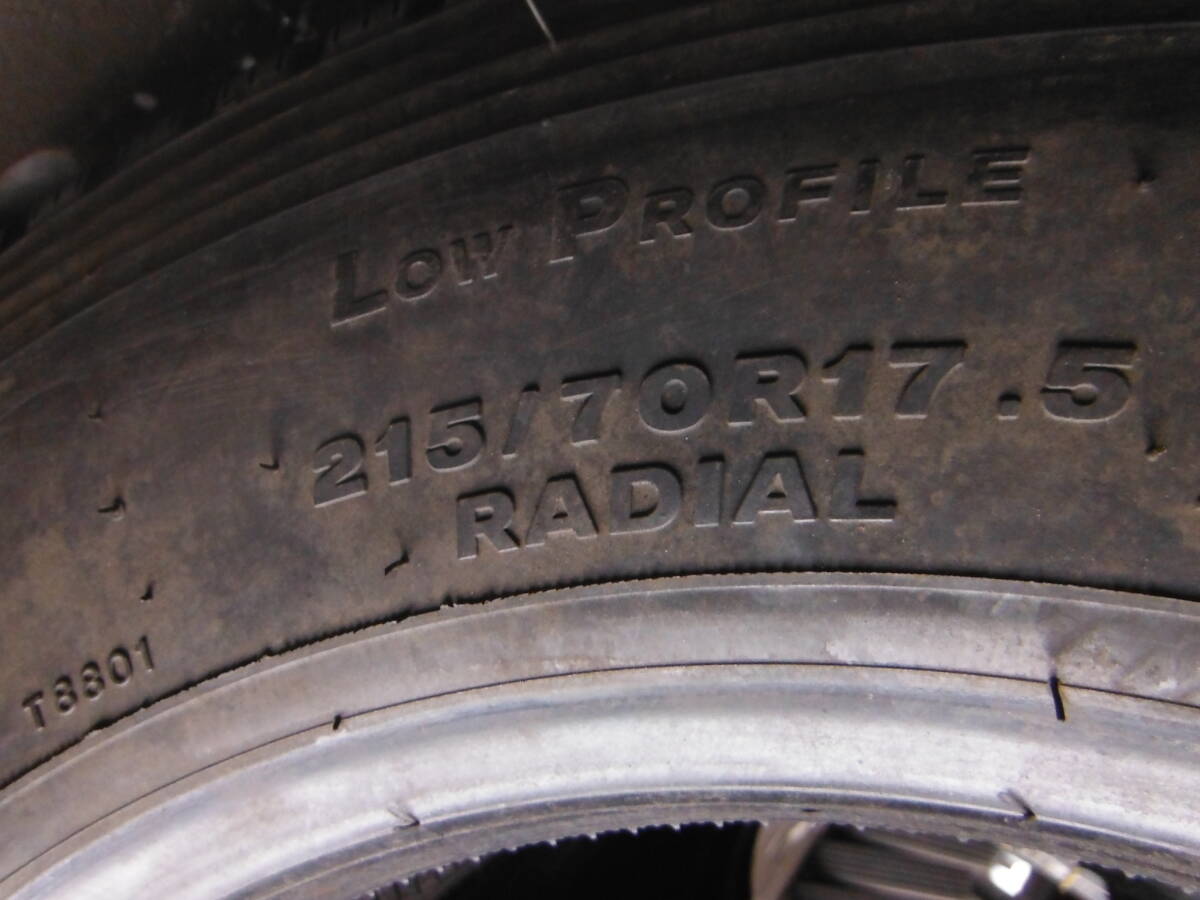 LOW PROFILE
215/70R17.5
RADIAL
T8801